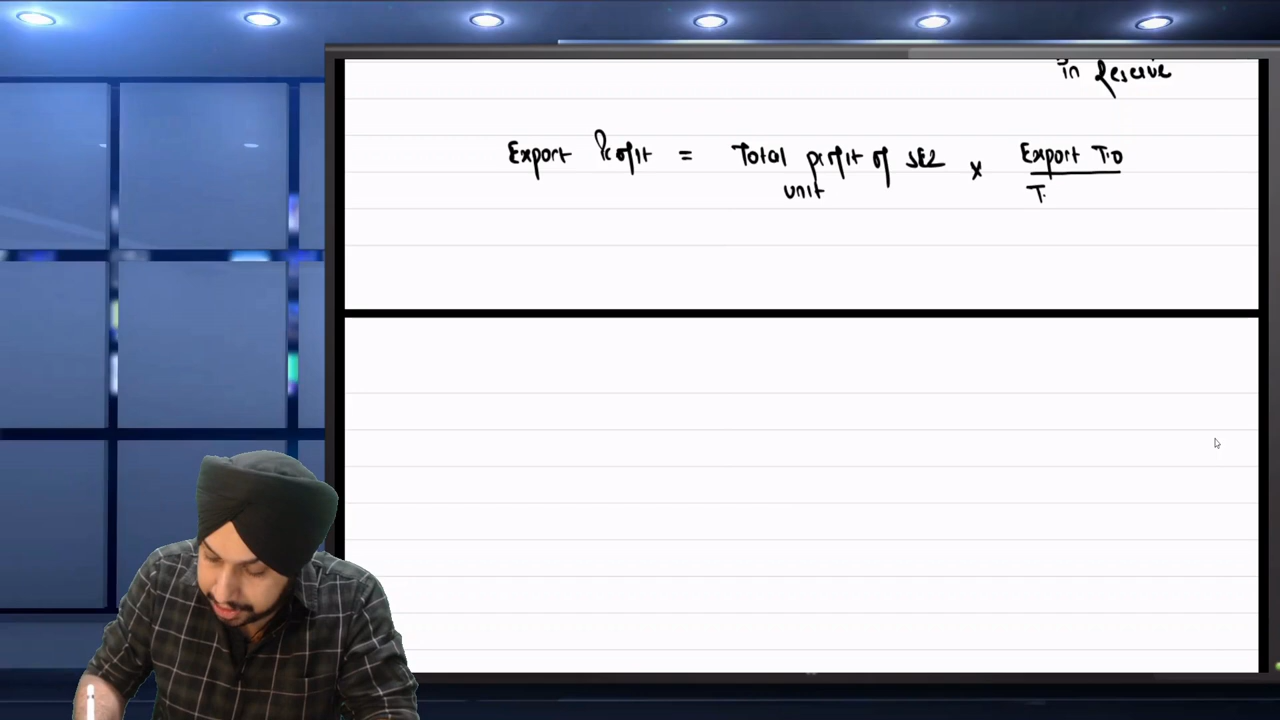 in Reserve
Export Profit = Total profit of SEZ × Export T.O
unit T.